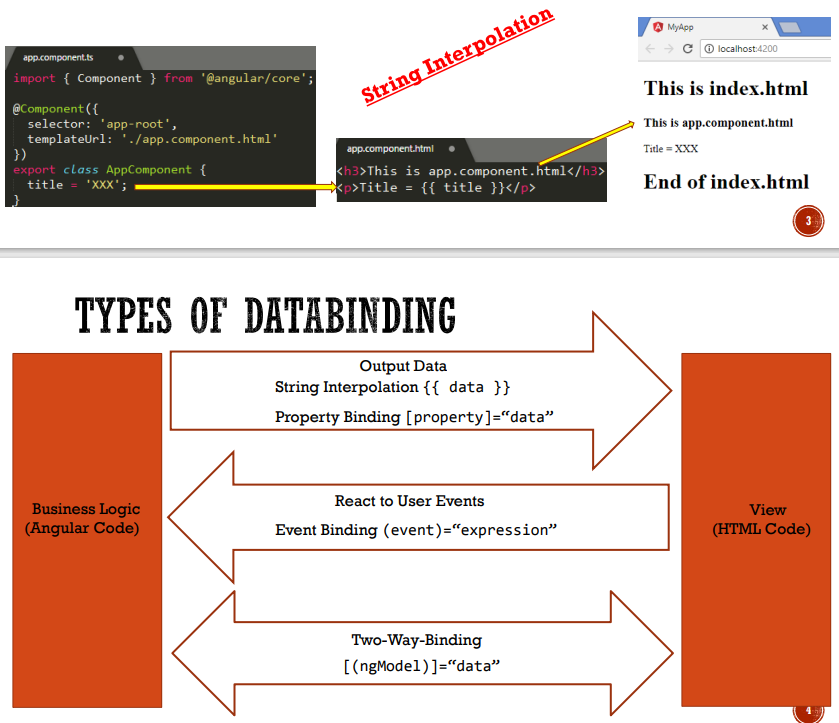 String Interpolation
app.component.ts
import { Component } from '@angular/core';
@Component({
selector: 'app-root',
templateUrl: './app.component.html'
})
export class AppComponent {
title = 'XXX';
}
app.component.html
<h3>This is app.component.html</h3>
<p>Title = {{ title }}</p>
MyApp
localhost:4200
This is index.html
This is app.component.html
Title = XXX
End of index.html
3
TYPES OF DATABINDING
Business Logic
(Angular Code)
Output Data
String Interpolation {{ data }}
Property Binding [property]=“data”
React to User Events
Event Binding (event)=“expression”
Two-Way-Binding
[(ngModel)]=“data”
View
(HTML Code)
4